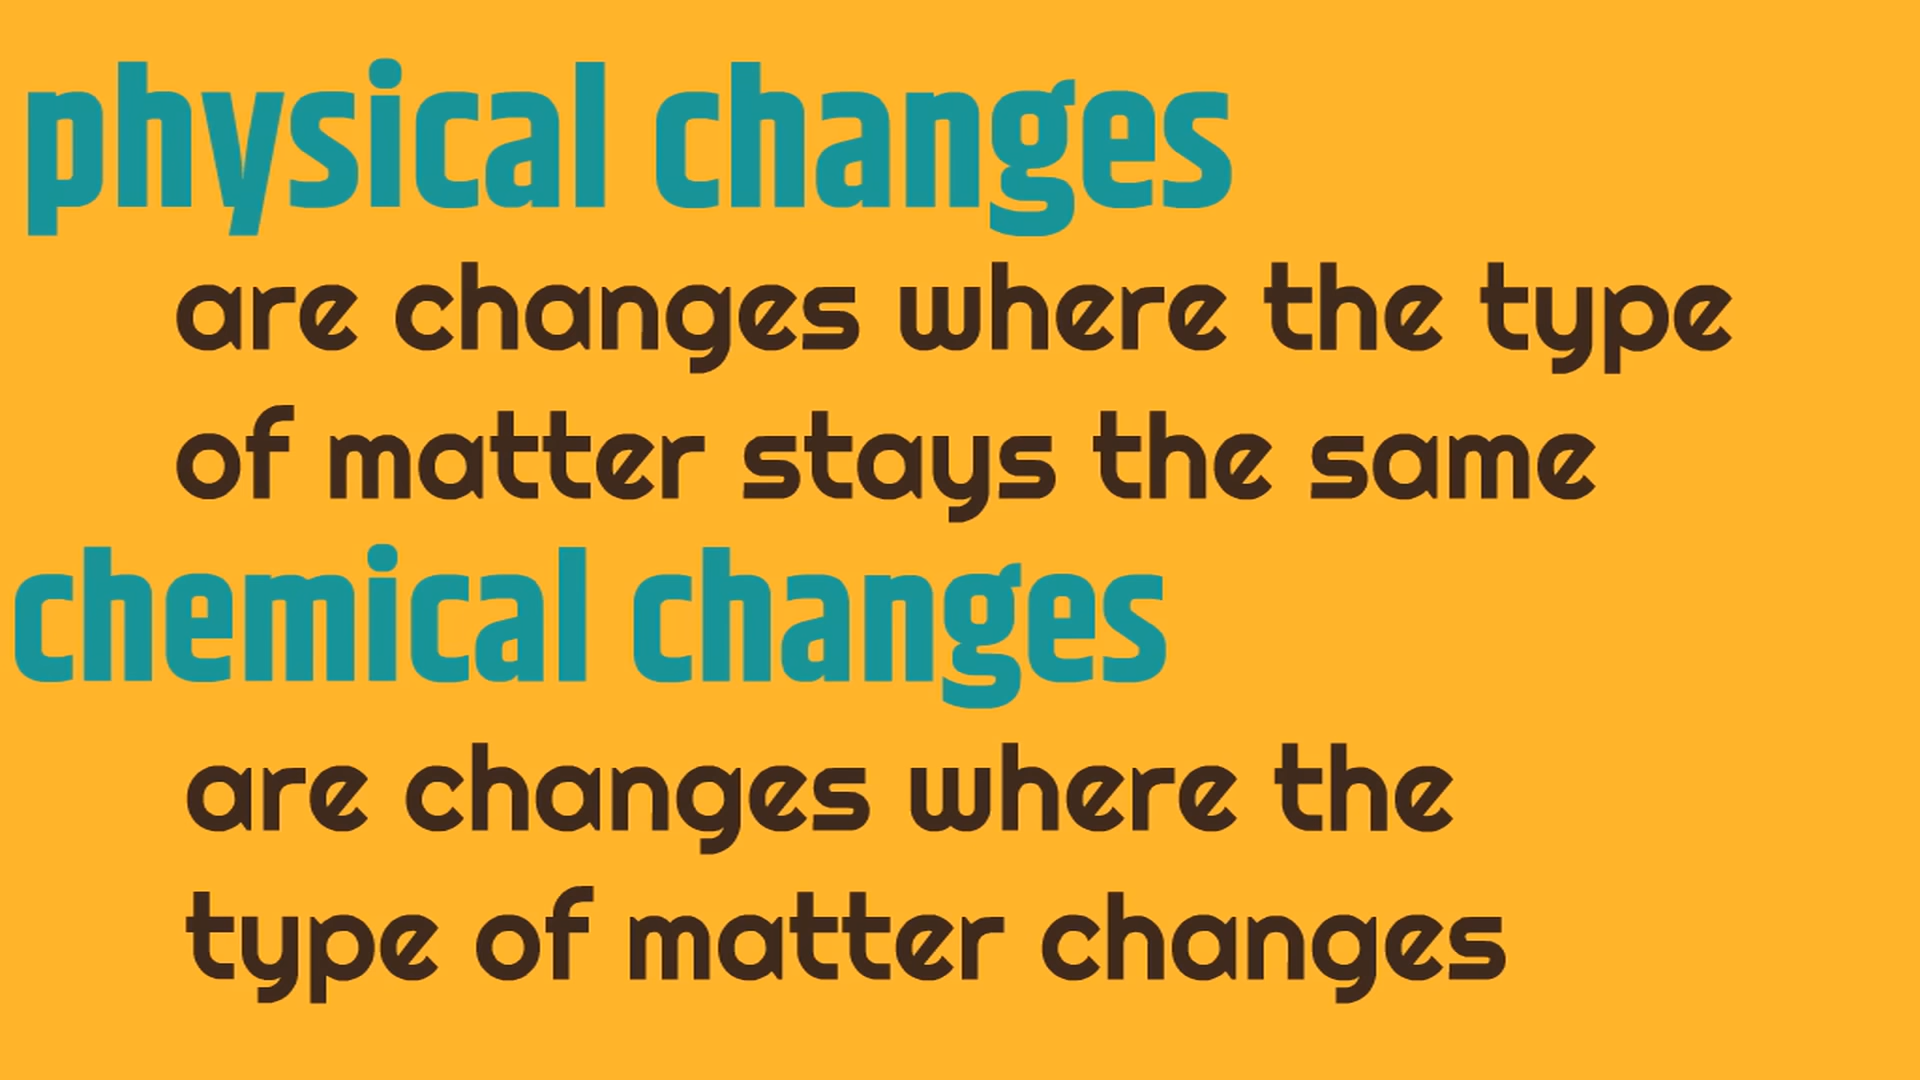 physical changes
are changes where the type
of matter stays the same
chemical changes
are changes where the
type of matter changes